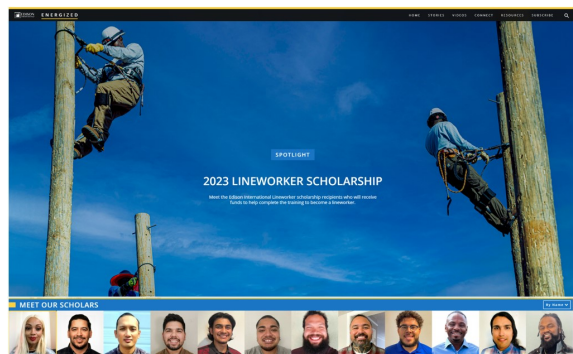 EDISON ENERGIZED HOME STORIES VIDEOS CONNECT RESOURCES SUBSCRIBE
SPOTLIGHT
2023 LINEWORKER SCHOLARSHIP
Meet the Edison International Lineworker scholarship recipients who will receive
funds to help complete the training to become a lineworker.
MEET OUR SCHOLARS By Name